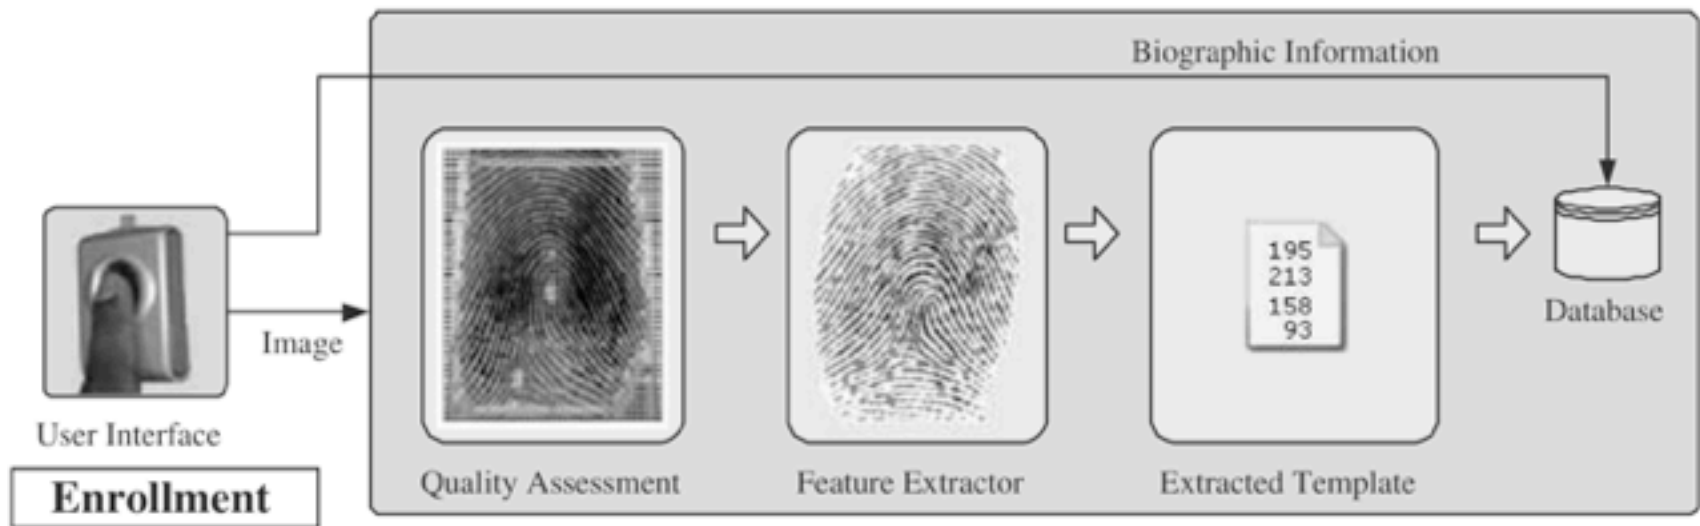 Biographic Information
195
213
158
93
Database
Image
User Interface
Quality Assessment
Feature Extractor
Extracted Template
Enrollment